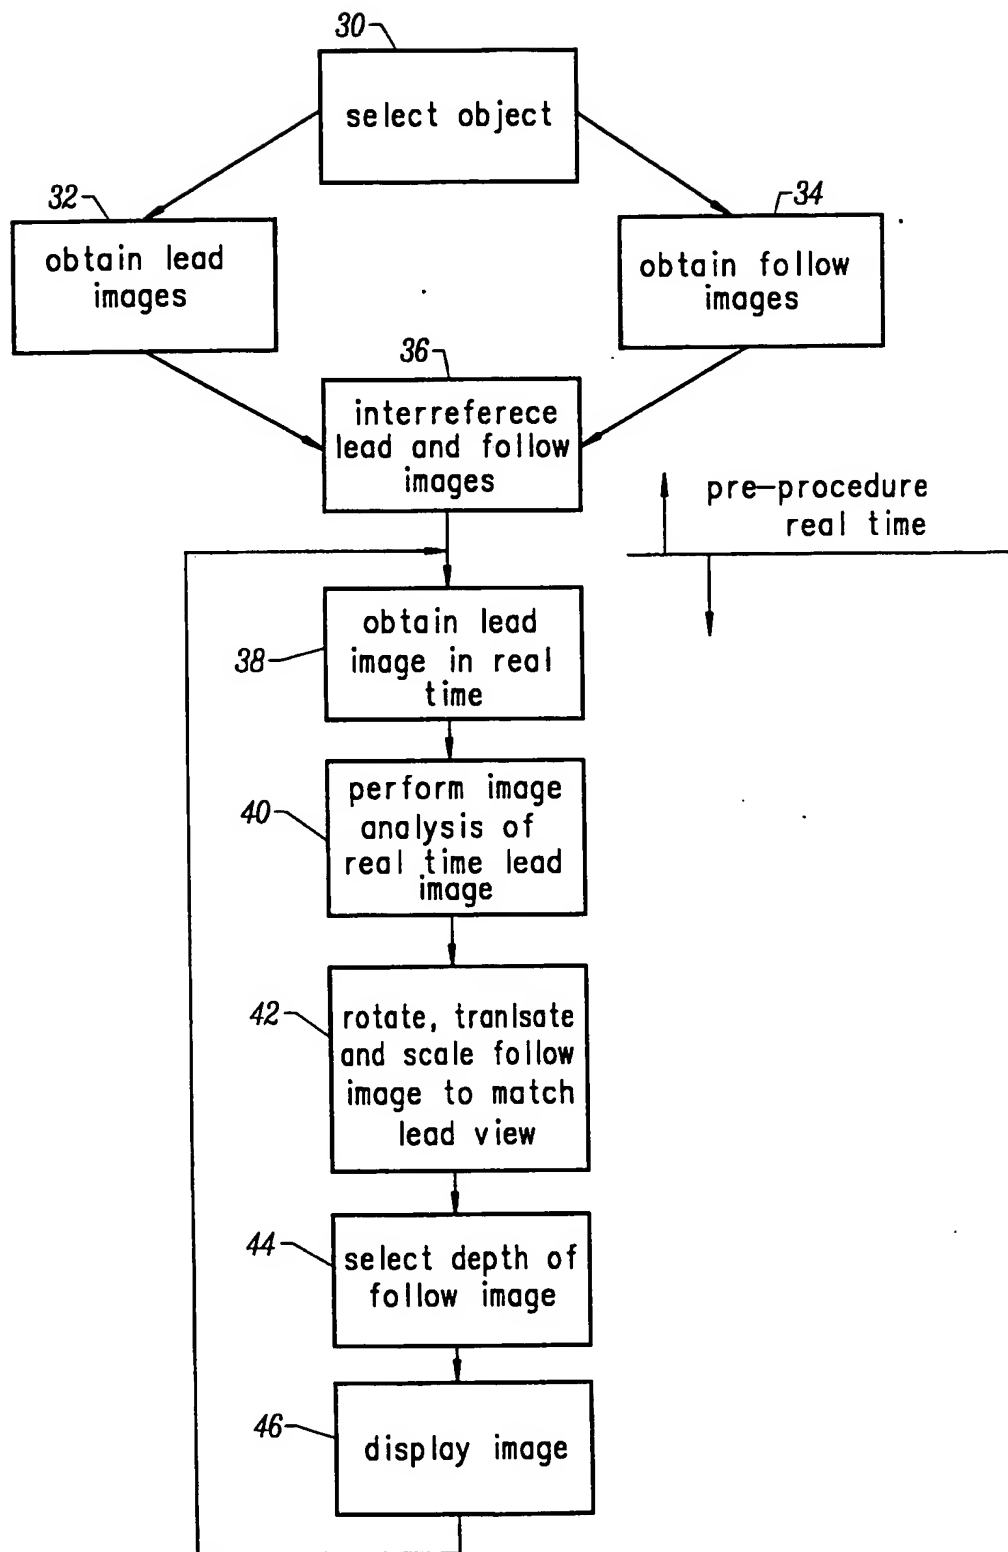 30
select object
32
obtain lead
images
34
obtain follow
images
36
interreferece
lead and follow
images
pre-procedure
real time
38
obtain lead
image in real
time
40
perform image
analysis of
real time lead
image
42
rotate, tranlsate
and scale follow
image to match
lead view
44
select depth of
follow image
46
display image